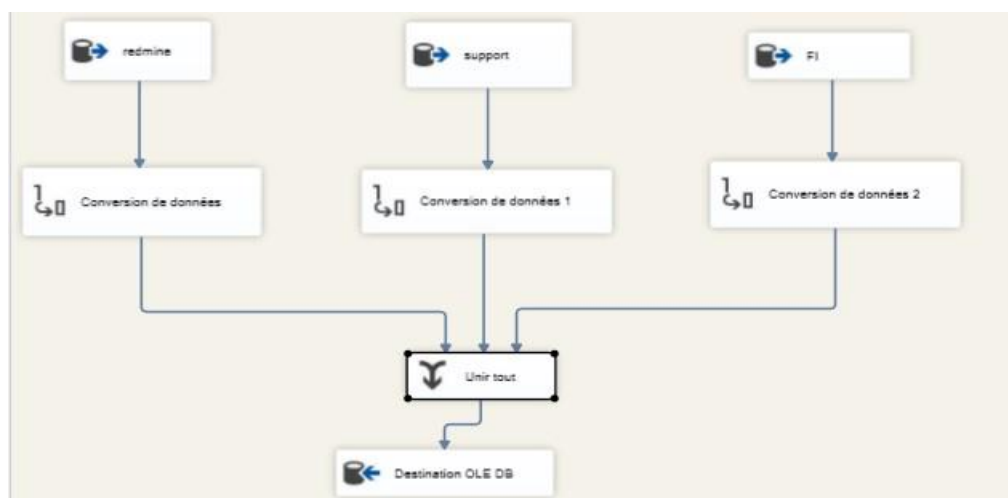 redmine
support
FI
Conversion de données
Conversion de données 1
Conversion de données 2
Unir tout
Destination OLE DB